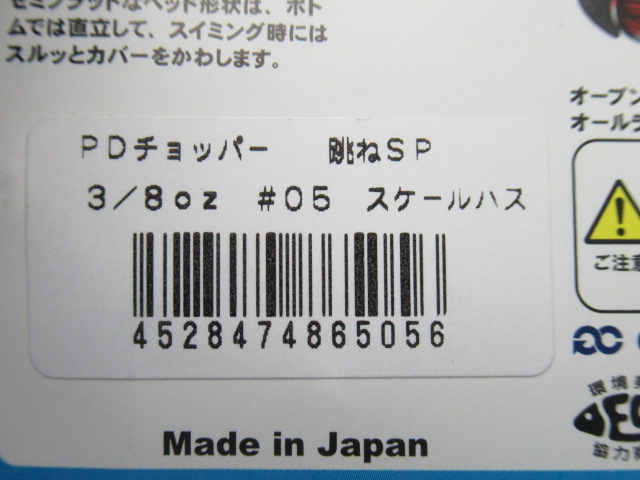 セミフラットなヘッド形状は、ボト
ムでは直立して、スイミング時には
スルッとカバーをかわします。
オープン
オールラ
PDチョッパー　跳ねSP
3/8oz #05 スケールハス
4528474865056
ご注意
環境
協力
Made in Japan